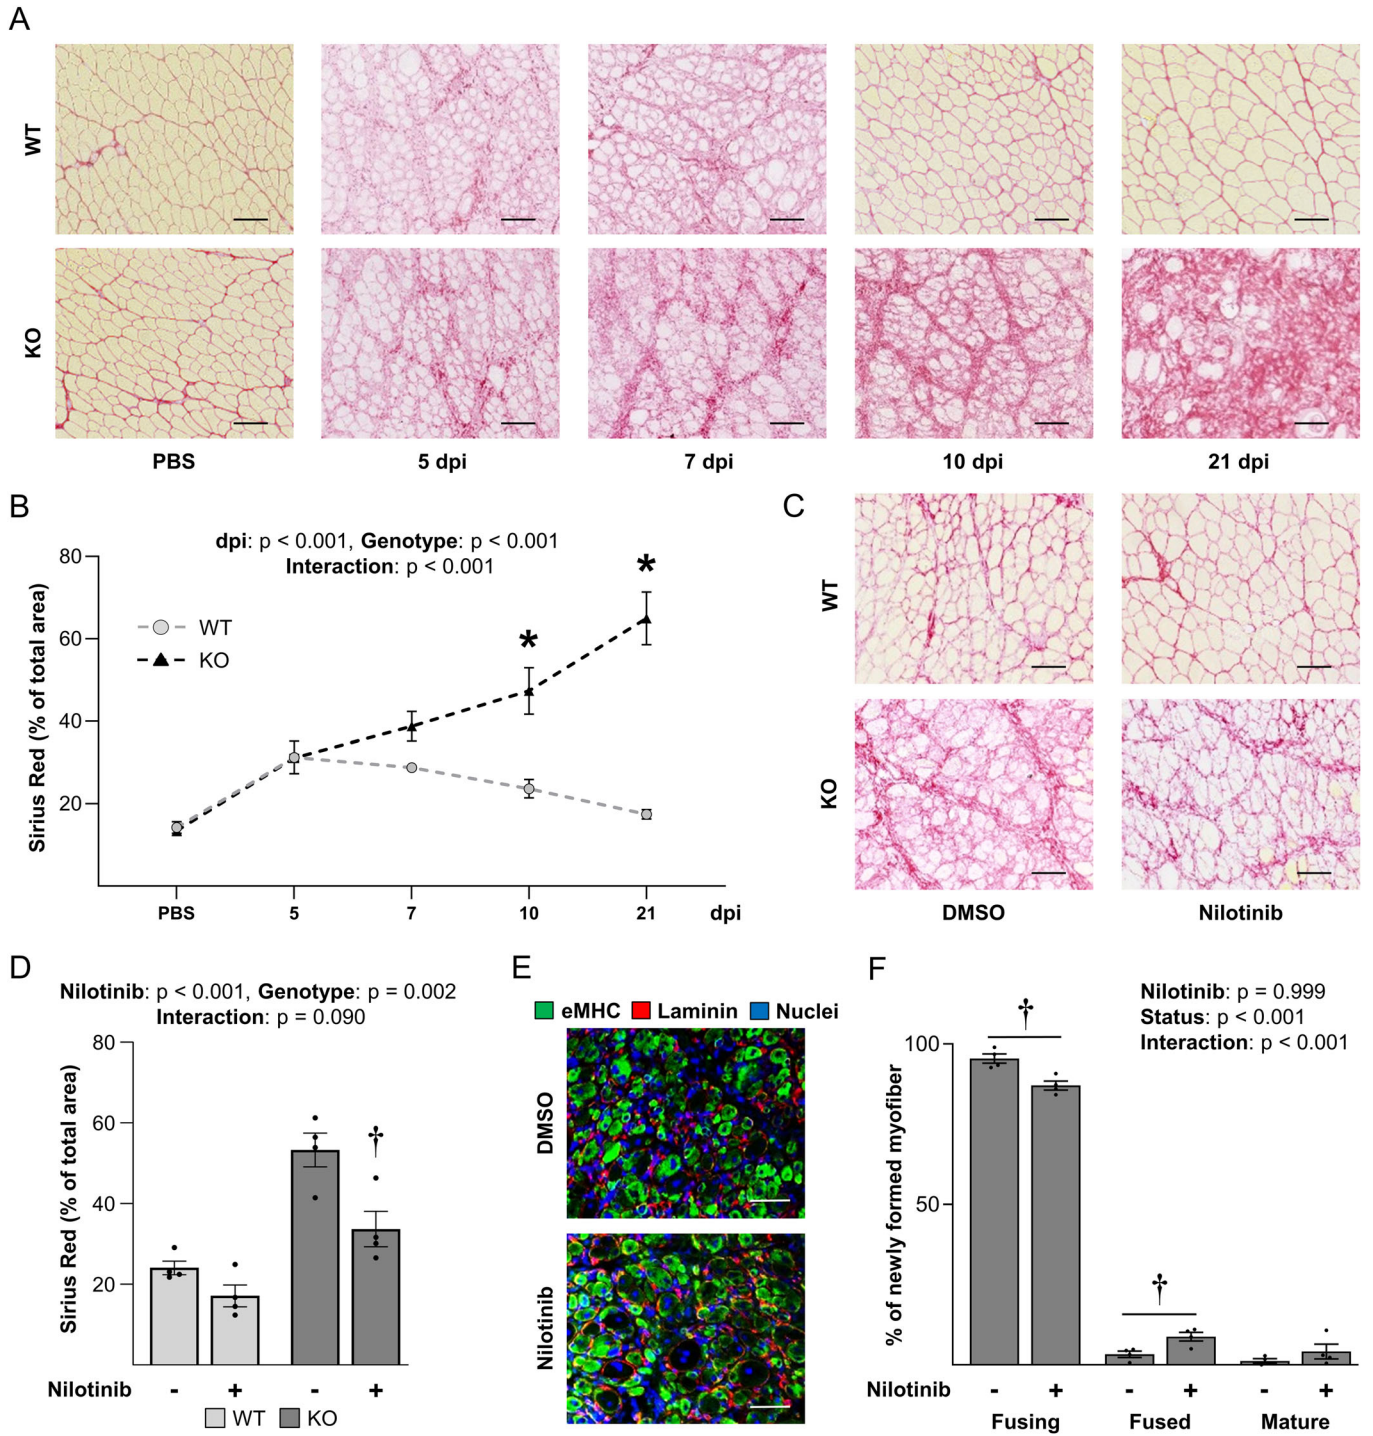 A
WT
KO
PBS
5 dpi
7 dpi
10 dpi
21 dpi
B
dpi: p < 0.001, Genotype: p < 0.001
Interaction: p < 0.001
Sirius Red (% of total area)
80
60
40
20
WT
KO
*
*
PBS
5
7
10
21
dpi
C
WT
KO
DMSO
Nilotinib
D
Nilotinib: p < 0.001, Genotype: p = 0.002
Interaction: p = 0.090
Sirius Red (% of total area)
80
60
40
20
†
Nilotinib - + - +
WT KO
E
eMHC Laminin Nuclei
DMSO
Nilotinib
F
Nilotinib: p = 0.999
Status: p < 0.001
Interaction: p < 0.001
% of newly formed myofiber
100
50
†
†
Nilotinib - + - + - +
Fusing Fused Mature